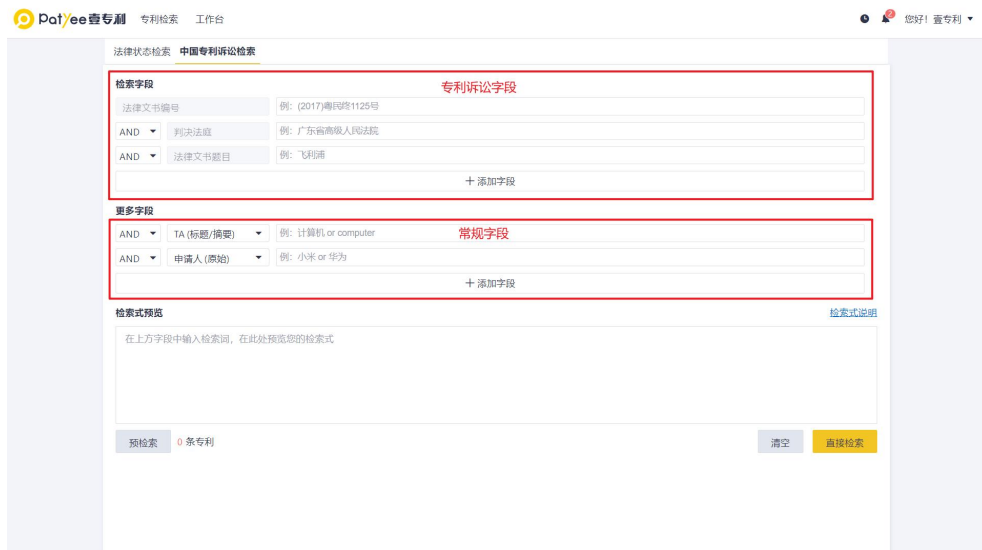 Patyee壹专利 专利检索 工作台 2 您好！壹专利
法律状态检索 中国专利诉讼检索
检索字段 专利诉讼字段
法律文书编号 例：(2017)粤民终1125号
AND 判决法庭 例：广东省高级人民法院
AND 法律文书题目 例：飞利浦
＋添加字段
更多字段
AND TA (标题/摘要) 例：计算机 or computer 常规字段
AND 申请人 (原始) 例：小米 or 华为
＋添加字段
检索式预览 检索式说明
在上方字段中输入检索词，在此处预览您的检索式
预检索 0 条专利 清空 直接检索